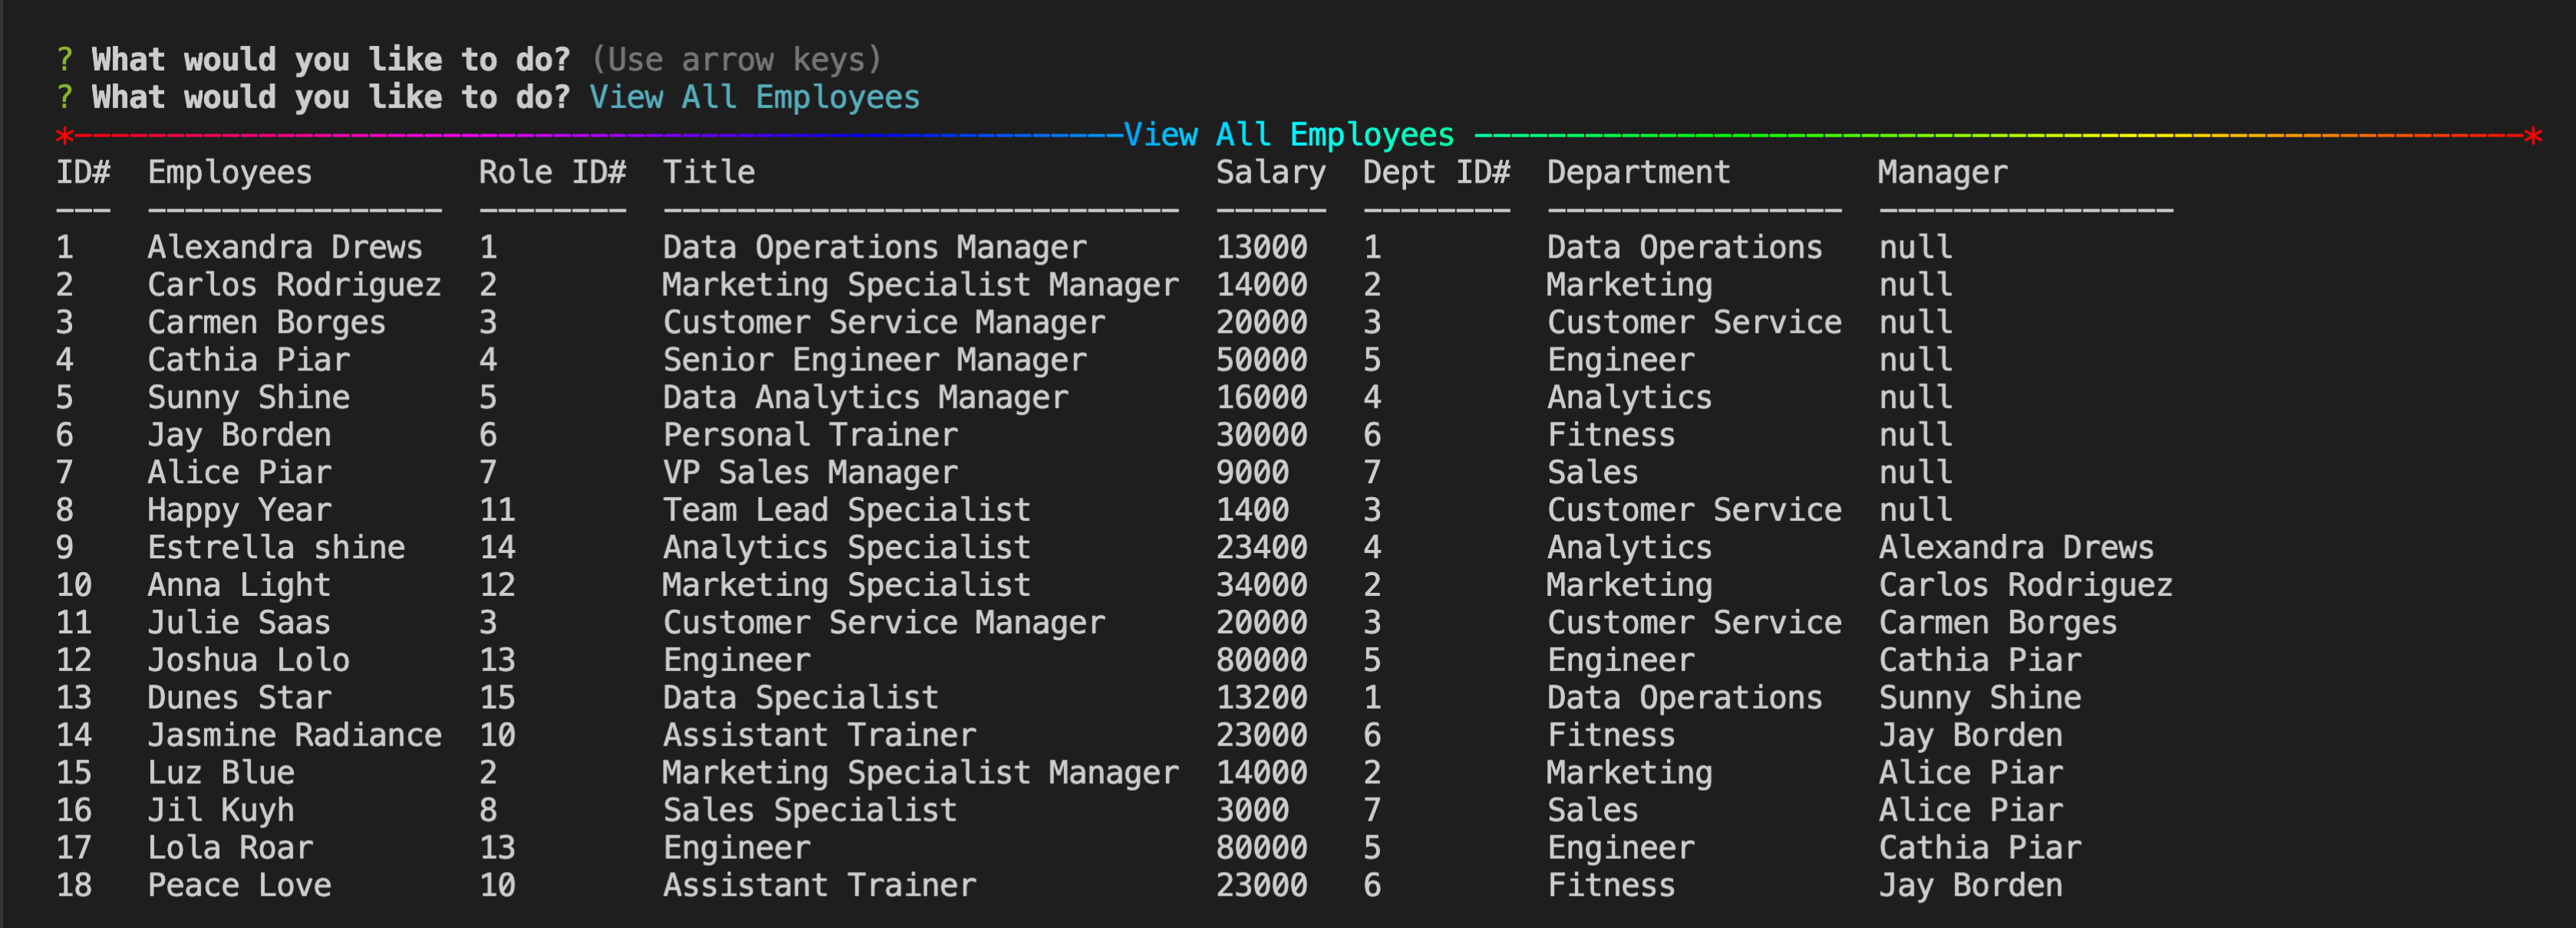 ? What would you like to do? (Use arrow keys)
? What would you like to do? View All Employees
*---------------------------------------------------------View All Employees ---------------------------------------------------------*
ID#  Employees         Role ID#  Title                         Salary  Dept ID#  Department        Manager
---  ----------------  --------  ----------------------------  ------  --------  ----------------  ----------------
1    Alexandra Drews   1         Data Operations Manager       13000   1         Data Operations   null
2    Carlos Rodriguez  2         Marketing Specialist Manager  14000   2         Marketing         null
3    Carmen Borges     3         Customer Service Manager      20000   3         Customer Service  null
4    Cathia Piar       4         Senior Engineer Manager       50000   5         Engineer          null
5    Sunny Shine       5         Data Analytics Manager        16000   4         Analytics         null
6    Jay Borden        6         Personal Trainer              30000   6         Fitness           null
7    Alice Piar        7         VP Sales Manager              9000    7         Sales             null
8    Happy Year        11        Team Lead Specialist          1400    3         Customer Service  null
9    Estrella shine    14        Analytics Specialist          23400   4         Analytics         Alexandra Drews
10   Anna Light        12        Marketing Specialist          34000   2         Marketing         Carlos Rodriguez
11   Julie Saas        3         Customer Service Manager      20000   3         Customer Service  Carmen Borges
12   Joshua Lolo       13        Engineer                      80000   5         Engineer          Cathia Piar
13   Dunes Star        15        Data Specialist               13200   1         Data Operations   Sunny Shine
14   Jasmine Radiance  10        Assistant Trainer             23000   6         Fitness           Jay Borden
15   Luz Blue          2         Marketing Specialist Manager  14000   2         Marketing         Alice Piar
16   Jil Kuyh          8         Sales Specialist              3000    7         Sales             Alice Piar
17   Lola Roar         13        Engineer                      80000   5         Engineer          Cathia Piar
18   Peace Love        10        Assistant Trainer             23000   6         Fitness           Jay Borden